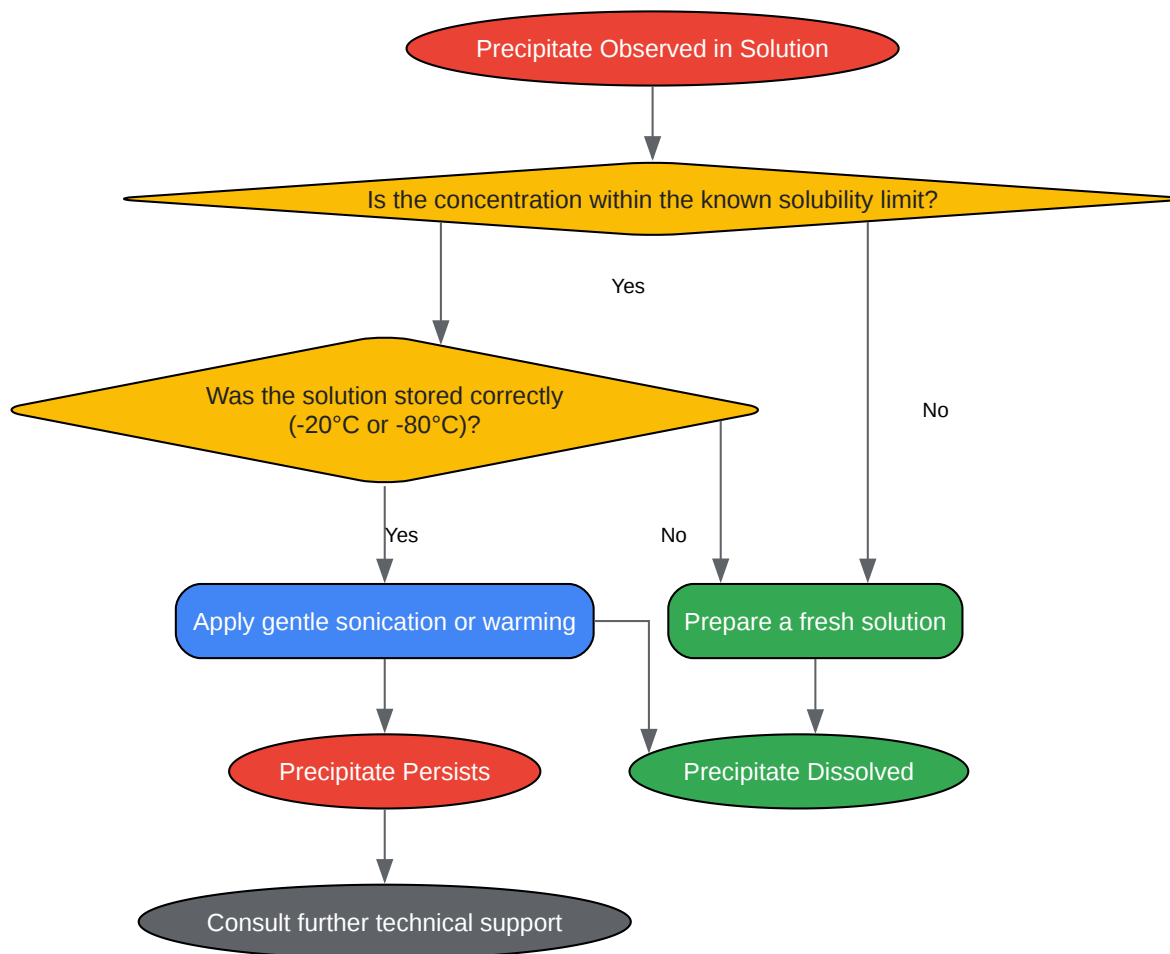 Precipitate Observed in Solution
Is the concentration within the known solubility limit?
Yes
Was the solution stored correctly
(-20°C or -80°C)?
No
Yes
No
Apply gentle sonication or warming
Prepare a fresh solution
Precipitate Persists
Precipitate Dissolved
Consult further technical support